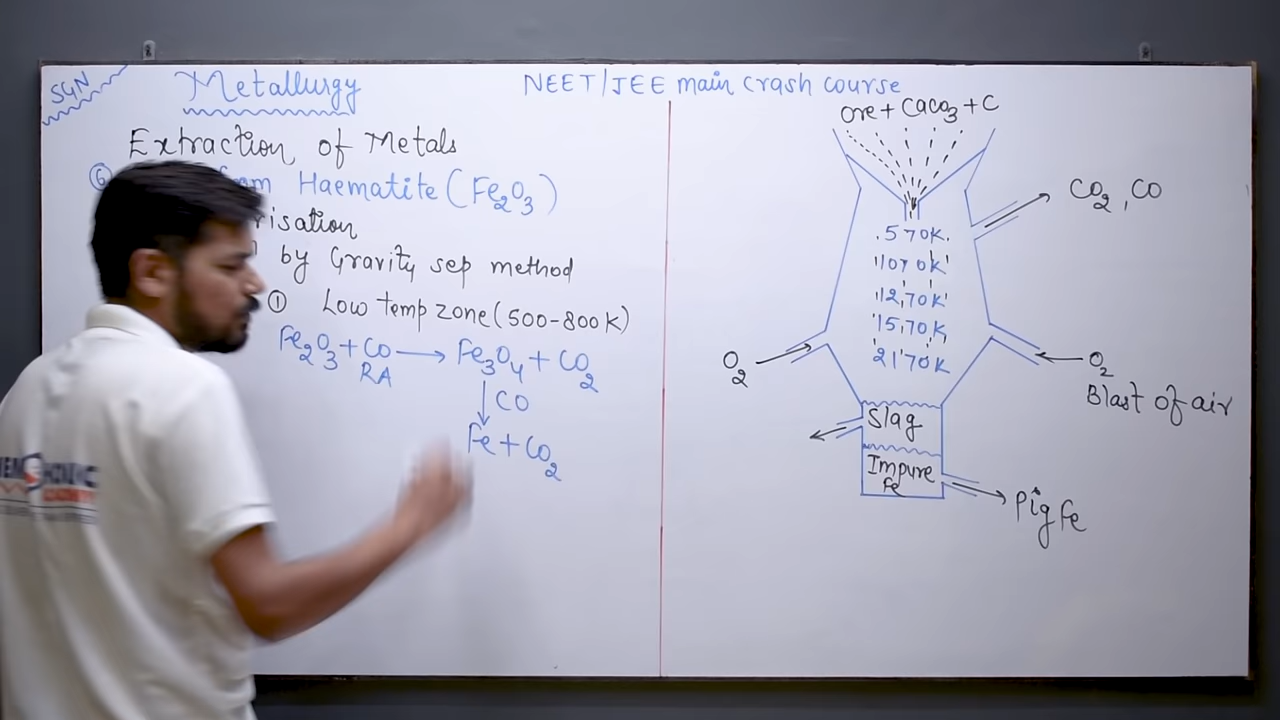 SGN
Metallurgy
NEET/JEE main crash course
Extraction of Metals
⑥ Haematite (Fe₂O₃)
by Gravity sep method
① Low temp zone (500-800K)
Fe₂O₃ + CO → Fe₃O₄ + CO₂
RA
↓ CO
Fe + CO₂
ore + CaCO₃ + C
CO₂, CO
570K
1070K
1270K
1570K
2170K
O₂
O₂
Blast of air
Slag
Impure
Fe
Pig Fe